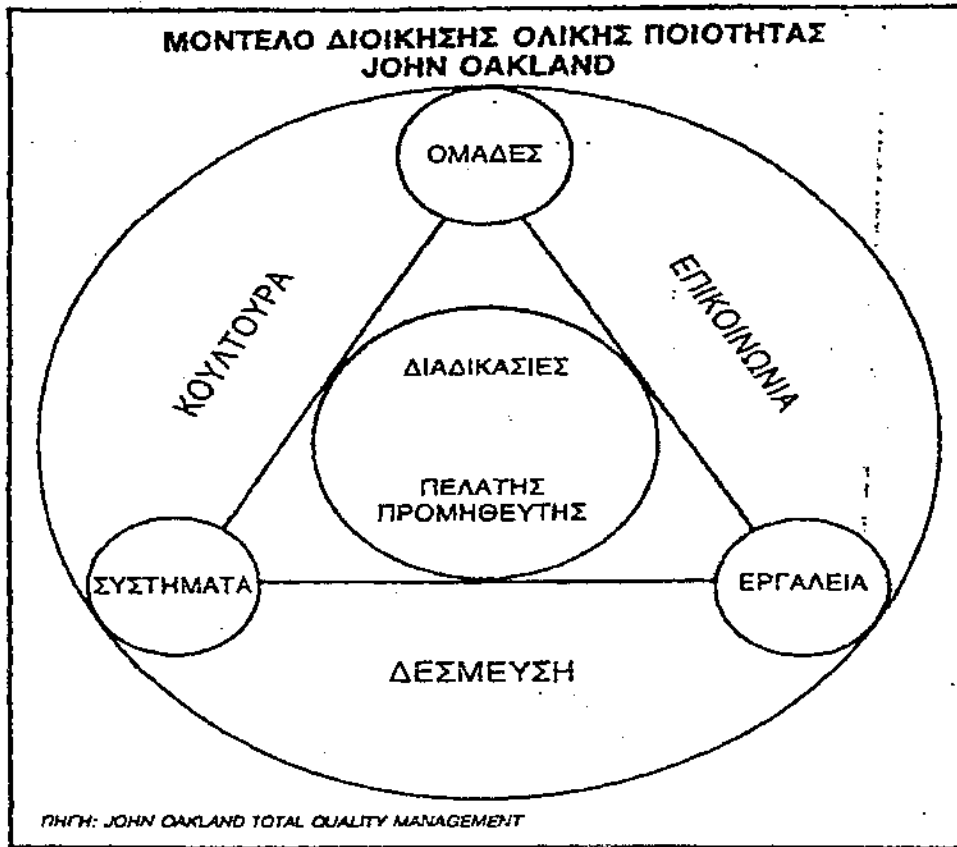 ΜΟΝΤΕΛΟ ΔΙΟΙΚΗΣΗΣ ΟΛΙΚΗΣ ΠΟΙΟΤΗΤΑΣ
JOHN OAKLAND
ΟΜΑΔΕΣ
ΚΟΥΛΤΟΥΡΑ
ΕΠΙΚΟΙΝΩΝΙΑ
ΔΙΑΔΙΚΑΣΙΕΣ
ΠΕΛΑΤΗΣ
ΠΡΟΜΗΘΕΥΤΗΣ
ΣΥΣΤΗΜΑΤΑ
ΕΡΓΑΛΕΙΑ
ΔΕΣΜΕΥΣΗ
ΠΗΓΗ: JOHN OAKLAND TOTAL QUALITY MANAGEMENT